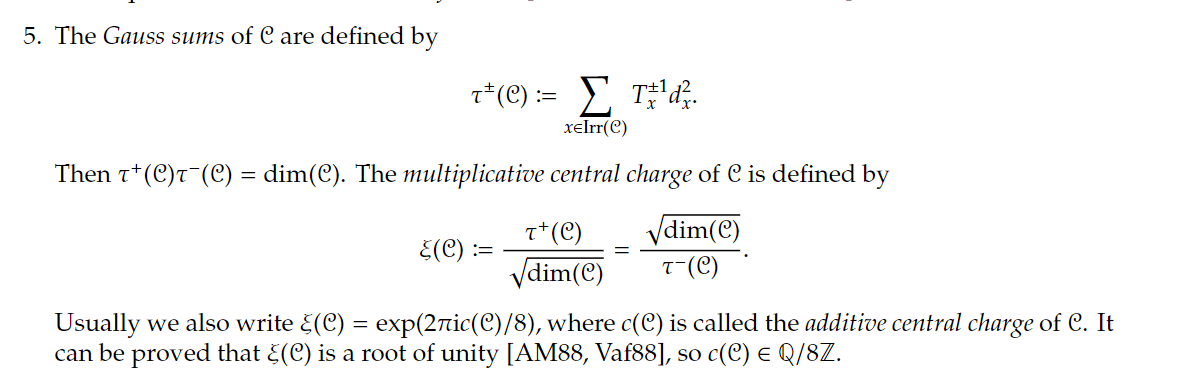 5. The Gauss sums of 𝒞 are defined by
τ±(𝒞) := ∑_{x∈Irr(𝒞)} T_x^{±1} d_x^2.
Then τ⁺(𝒞)τ⁻(𝒞) = dim(𝒞). The multiplicative central charge of 𝒞 is defined by
ξ(𝒞) := τ⁺(𝒞)/√dim(𝒞) = √dim(𝒞)/τ⁻(𝒞).
Usually we also write ξ(𝒞) = exp(2πic(𝒞)/8), where c(𝒞) is called the additive central charge of 𝒞. It
can be proved that ξ(𝒞) is a root of unity [AM88, Vaf88], so c(𝒞) ∈ ℚ/8ℤ.